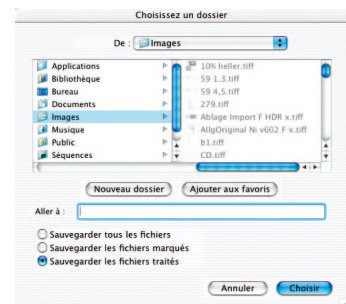 Choisissez un dossier
De : Images
Applications
Bibliothèque
Bureau
Documents
Images
Musique
Public
Séquences
10% heller.tiff
59 1.3.tiff
59 4,5.tiff
279.tiff
Ablage Import F HDR x.tiff
AllgOriginal Ni v602 F x.tiff
b1.tiff
CD.tiff
Nouveau dossier Ajouter aux favoris
Aller à :
Sauvegarder tous les fichiers
Sauvegarder les fichiers marqués
Sauvegarder les fichiers traités
Annuler Choisir